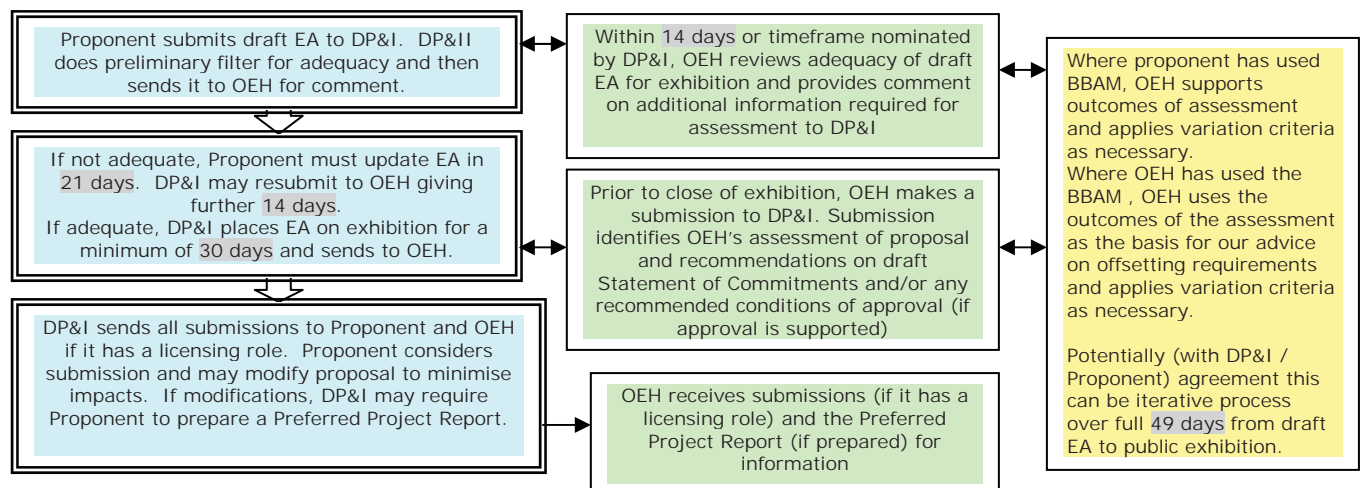 Proponent submits draft EA to DP&I. DP&II
does preliminary filter for adequacy and then
sends it to OEH for comment.
Within 14 days or timeframe nominated
by DP&I, OEH reviews adequacy of draft
EA for exhibition and provides comment
on additional information required for
assessment to DP&I
If not adequate, Proponent must update EA in
21 days. DP&I may resubmit to OEH giving
further 14 days.
If adequate, DP&I places EA on exhibition for a
minimum of 30 days and sends to OEH.
Prior to close of exhibition, OEH makes a
submission to DP&I. Submission
identifies OEH's assessment of proposal
and recommendations on draft
Statement of Commitments and/or any
recommended conditions of approval (if
approval is supported)
Where proponent has used
BBAM, OEH supports
outcomes of assessment
and applies variation criteria
as necessary.
Where OEH has used the
BBAM , OEH uses the
outcomes of the assessment
as the basis for our advice
on offsetting requirements
and applies variation criteria
as necessary.
Potentially (with DP&I /
Proponent) agreement this
can be iterative process
over full 49 days from draft
EA to public exhibition.
DP&I sends all submissions to Proponent and OEH
if it has a licensing role. Proponent considers
submission and may modify proposal to minimise
impacts. If modifications, DP&I may require
Proponent to prepare a Preferred Project Report.
OEH receives submissions (if it has a
licensing role) and the Preferred
Project Report (if prepared) for
information